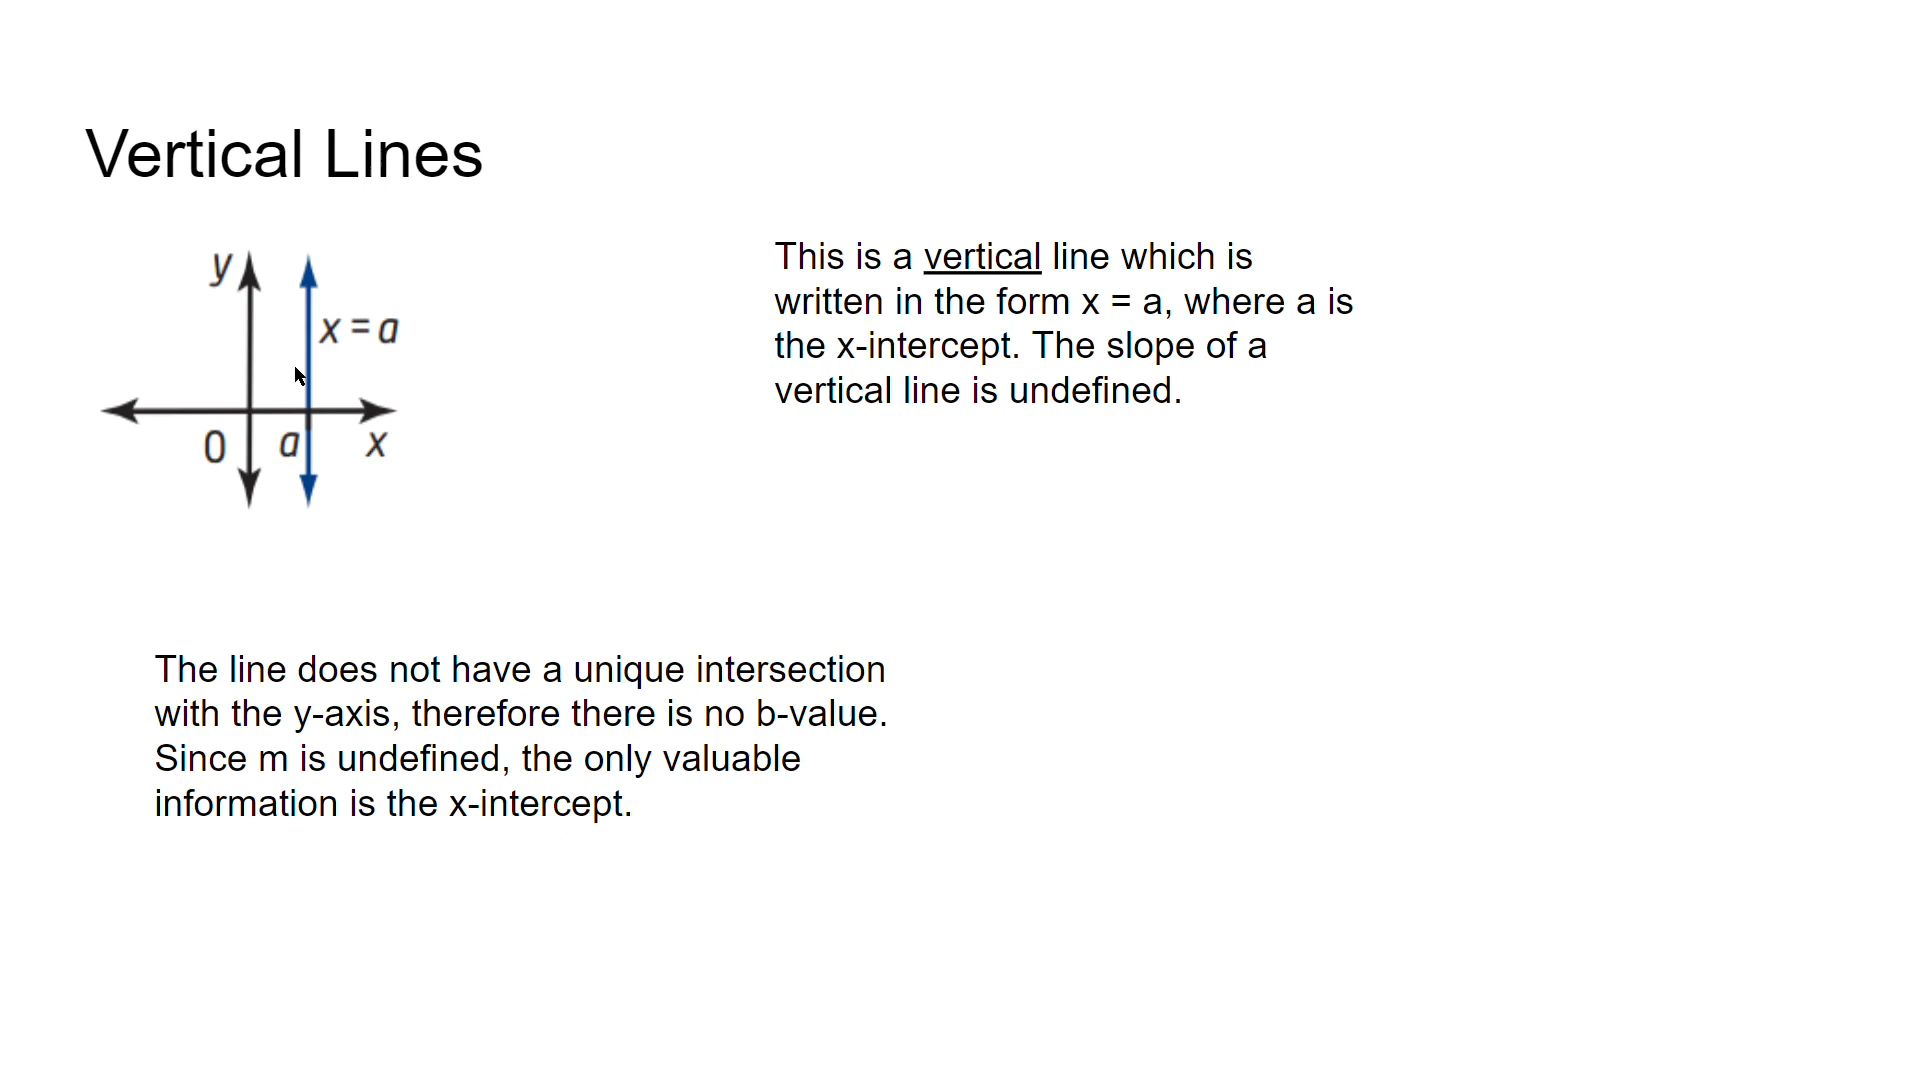 Vertical Lines
y
x = a
0 a x
This is a vertical line which is
written in the form x = a, where a is
the x-intercept. The slope of a
vertical line is undefined.
The line does not have a unique intersection
with the y-axis, therefore there is no b-value.
Since m is undefined, the only valuable
information is the x-intercept.